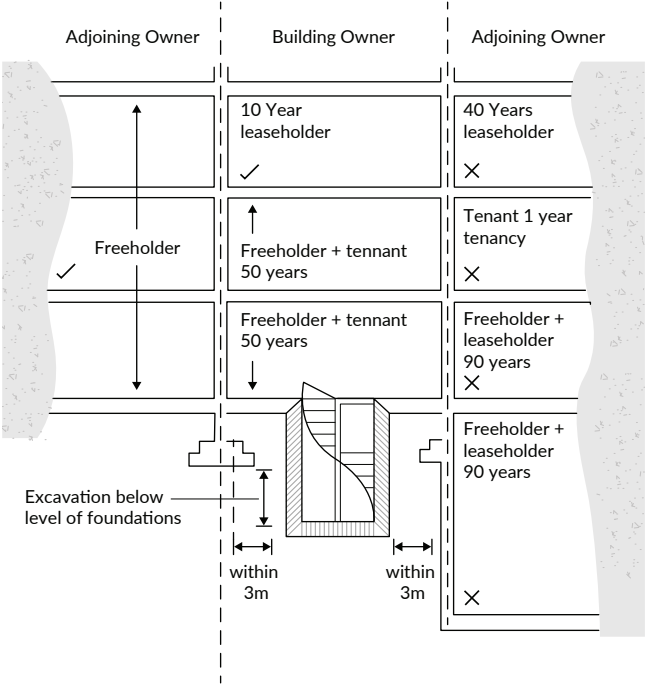 Adjoining Owner
Building Owner
Adjoining Owner
10 Year
leaseholder
40 Years
leaseholder
Freeholder
Freeholder + tennant
50 years
Tenant 1 year
tenancy
Freeholder + tennant
50 years
Freeholder +
leaseholder
90 years
Freeholder +
leaseholder
90 years
Excavation below
level of foundations
within
3m
within
3m